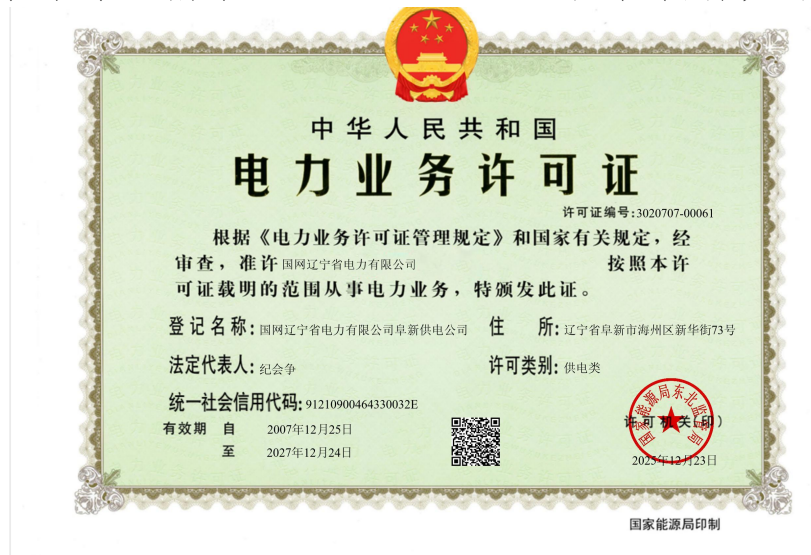 中华人民共和国
电力业务许可证
许可证编号:3020707-00061
根据《电力业务许可证管理规定》和国家有关规定，经
审查，准许 国网辽宁省电力有限公司 按照本许
可证载明的范围从事电力业务，特颁发此证。
登记名称: 国网辽宁省电力有限公司阜新供电公司 住 所: 辽宁省阜新市海州区新华街73号
法定代表人: 纪会争 许可类别: 供电类
统一社会信用代码: 91210900464330032E
有效期 自 2007年12月25日
至 2027年12月24日
国家能源局东北监管局
许可机关(印)
2025年12月23日
国家能源局印制